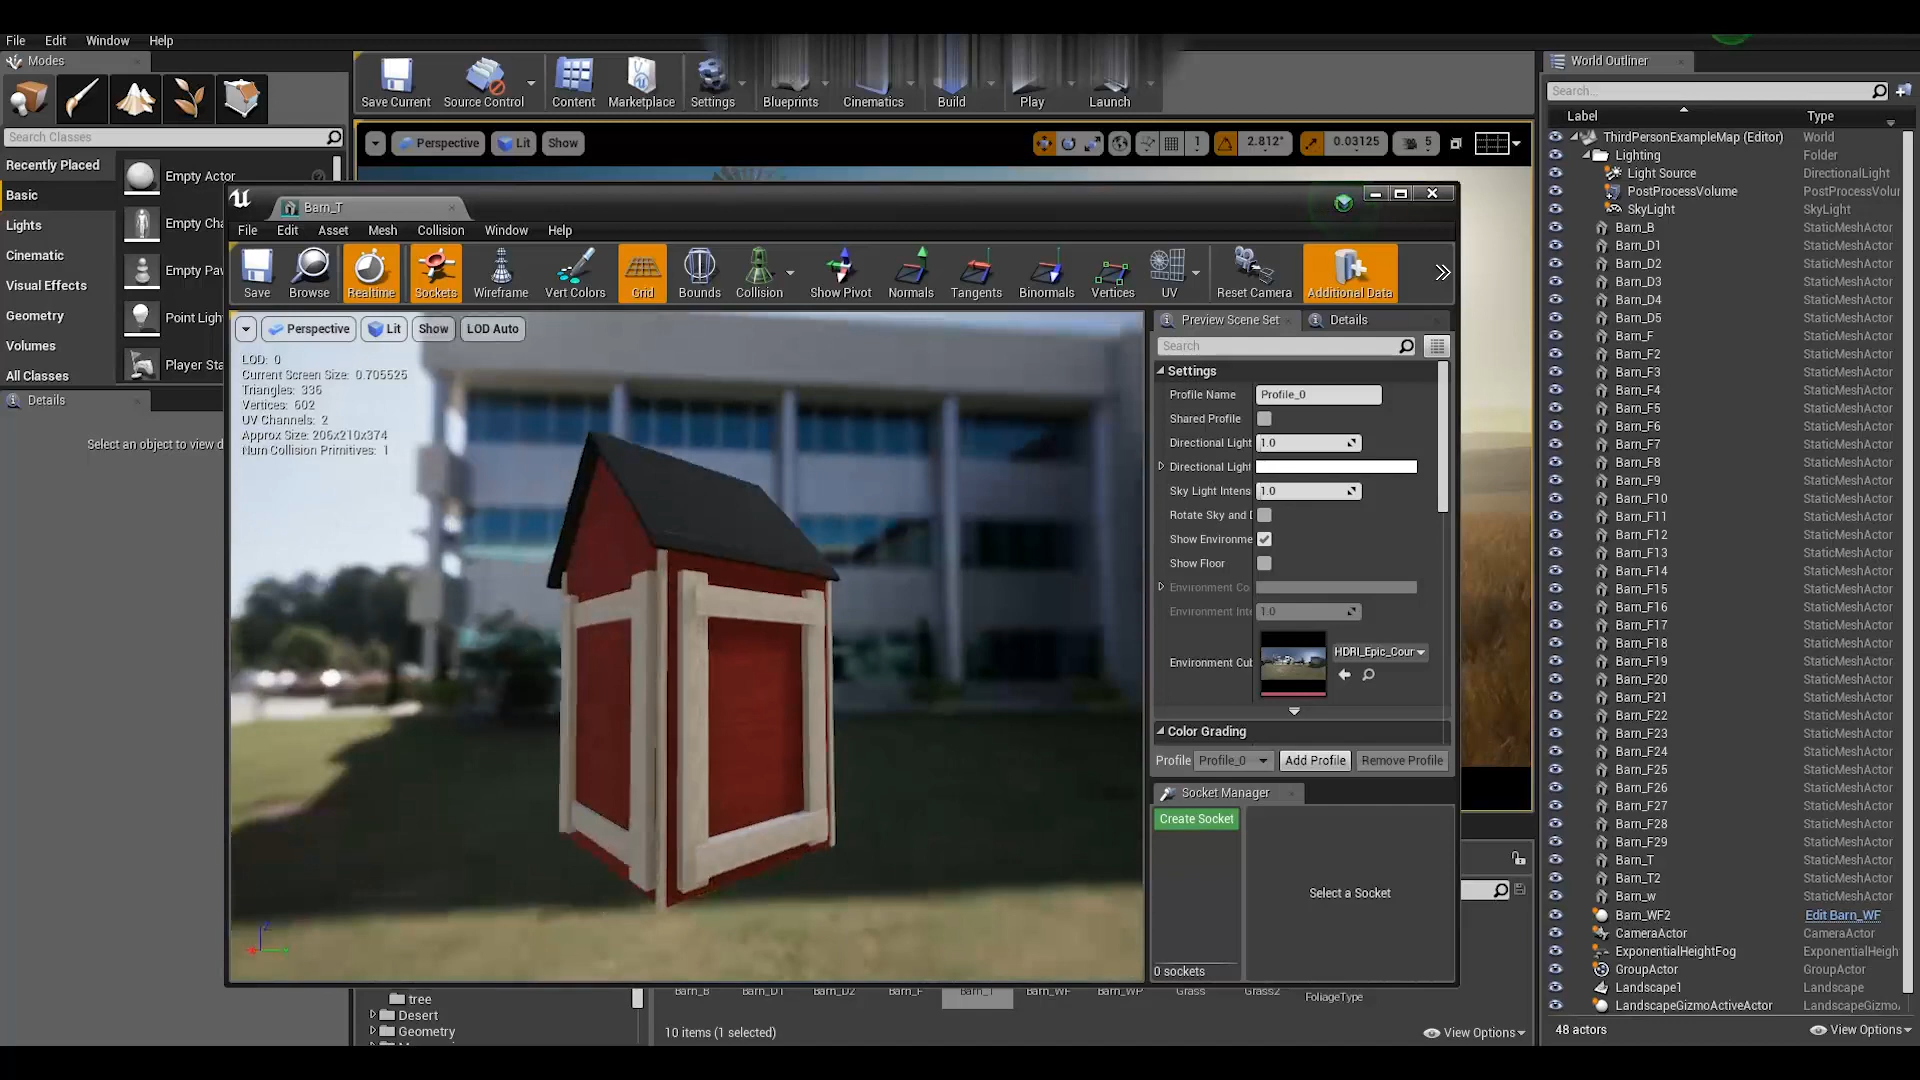 File Edit Window Help
Modes
Save Current
Source Control
Content
Marketplace
Settings
Blueprints
Cinematics
Build
Play
Launch
Search Classes
Recently Placed
Basic
Lights
Cinematic
Visual Effects
Geometry
Volumes
All Classes
Empty Actor
Empty Cha
Empty Paw
Point Light
Player Sta
Details
Select an object to view d
Perspective
Lit
Show
1
2.812°
0.03125
5
Barn_T
File Edit Asset Mesh Collision Window Help
Save
Browse
Realtime
Sockets
Wireframe
Vert Colors
Grid
Bounds
Collision
Show Pivot
Normals
Tangents
Binormals
Vertices
UV
Reset Camera
Additional Data
Perspective
Lit
Show
LOD Auto
LOD: 0
Current Screen Size: 0.705525
Triangles: 336
Vertices: 602
UV Channels: 2
Approx Size: 206x210x374
Num Collision Primitives: 1
Preview Scene Set
Details
Search
Settings
Profile Name Profile_0
Shared Profile
Directional Light 1.0
Directional Light
Sky Light Intens 1.0
Rotate Sky and D
Show Environme
Show Floor
Environment Co
Environment Inte 1.0
Environment Cub HDRI_Epic_Cour
Color Grading
Profile Profile_0 Add Profile Remove Profile
Socket Manager
Create Socket
Select a Socket
0 sockets
tree
Desert
Geometry
Barn_B Barn_D1 Barn_D2 Barn_F Barn_T Barn_WF Barn_WP Grass Grass2 FoliageType
10 items (1 selected)
View Options
World Outliner
Search...
Label Type
ThirdPersonExampleMap (Editor) World
Lighting Folder
Light Source DirectionalLight
PostProcessVolume PostProcessVolur
SkyLight SkyLight
Barn_B StaticMeshActor
Barn_D1 StaticMeshActor
Barn_D2 StaticMeshActor
Barn_D3 StaticMeshActor
Barn_D4 StaticMeshActor
Barn_D5 StaticMeshActor
Barn_F StaticMeshActor
Barn_F2 StaticMeshActor
Barn_F3 StaticMeshActor
Barn_F4 StaticMeshActor
Barn_F5 StaticMeshActor
Barn_F6 StaticMeshActor
Barn_F7 StaticMeshActor
Barn_F8 StaticMeshActor
Barn_F9 StaticMeshActor
Barn_F10 StaticMeshActor
Barn_F11 StaticMeshActor
Barn_F12 StaticMeshActor
Barn_F13 StaticMeshActor
Barn_F14 StaticMeshActor
Barn_F15 StaticMeshActor
Barn_F16 StaticMeshActor
Barn_F17 StaticMeshActor
Barn_F18 StaticMeshActor
Barn_F19 StaticMeshActor
Barn_F20 StaticMeshActor
Barn_F21 StaticMeshActor
Barn_F22 StaticMeshActor
Barn_F23 StaticMeshActor
Barn_F24 StaticMeshActor
Barn_F25 StaticMeshActor
Barn_F26 StaticMeshActor
Barn_F27 StaticMeshActor
Barn_F28 StaticMeshActor
Barn_F29 StaticMeshActor
Barn_T StaticMeshActor
Barn_T2 StaticMeshActor
Barn_w StaticMeshActor
Barn_WF2 Edit Barn_WF
CameraActor CameraActor
ExponentialHeightFog ExponentialHeigh
GroupActor GroupActor
Landscape1 Landscape
LandscapeGizmoActiveActor LandscapeGizmo
48 actors
View Options